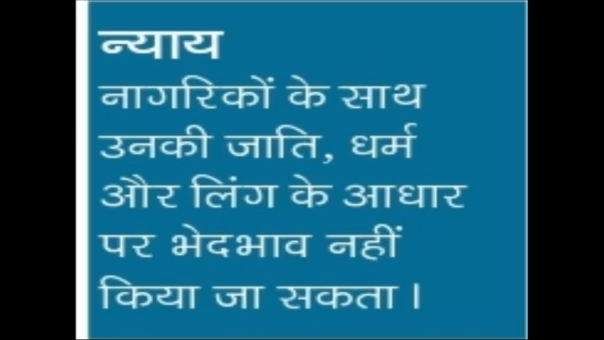 न्याय
नागरिकों के साथ
उनकी जाति, धर्म
और लिंग के आधार
पर भेदभाव नहीं
किया जा सकता।